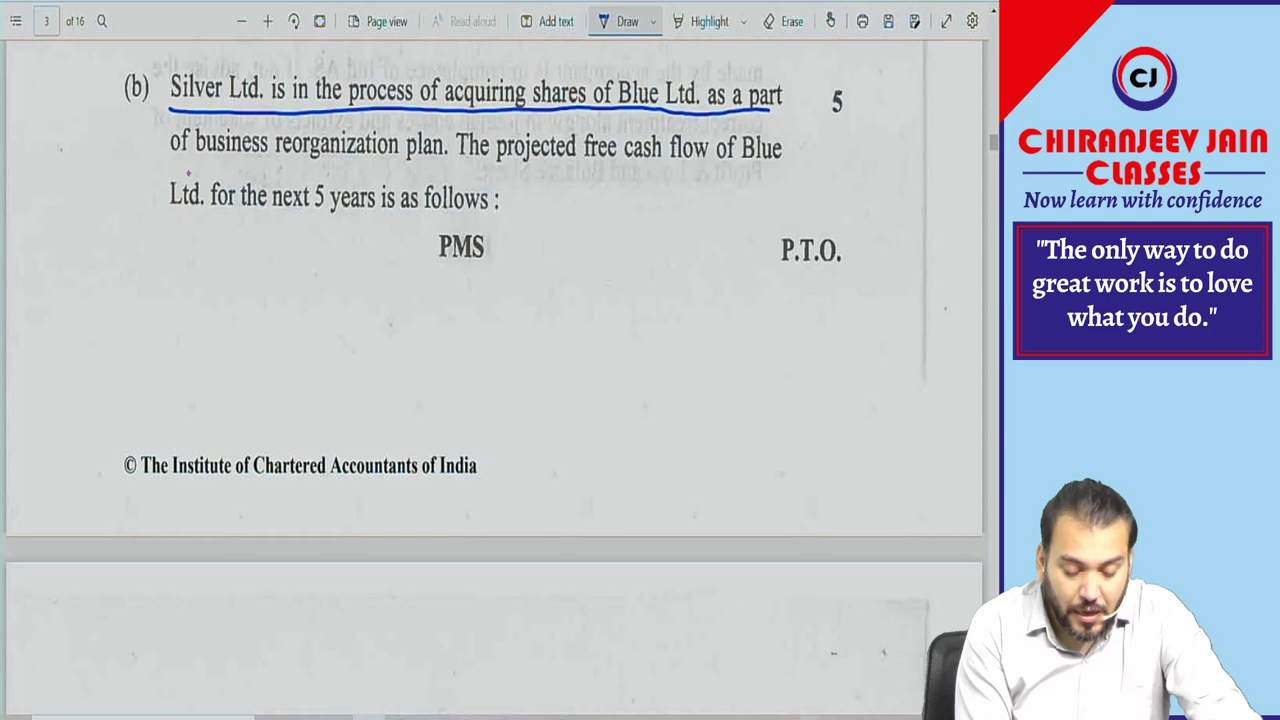 3 of 16 Page view Read aloud Add text Draw Highlight Erase
(b) Silver Ltd. is in the process of acquiring shares of Blue Ltd. as a part 5
of business reorganization plan. The projected free cash flow of Blue
Ltd. for the next 5 years is as follows :
PMS P.T.O.
© The Institute of Chartered Accountants of India
CJ
CHIRANJEEV JAIN
CLASSES
Now learn with confidence
"The only way to do
great work is to love
what you do."